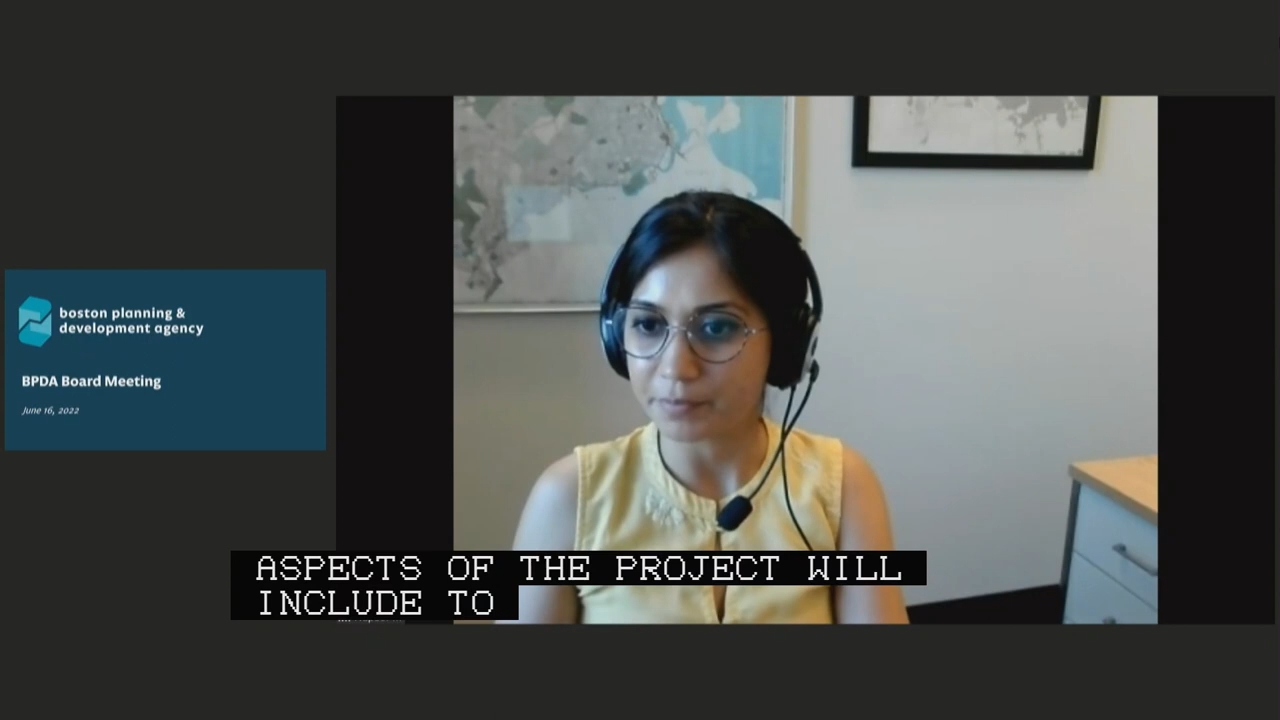 boston planning &
development agency
BPDA Board Meeting
June 16, 2022
ASPECTS OF THE PROJECT WILL
INCLUDE TO